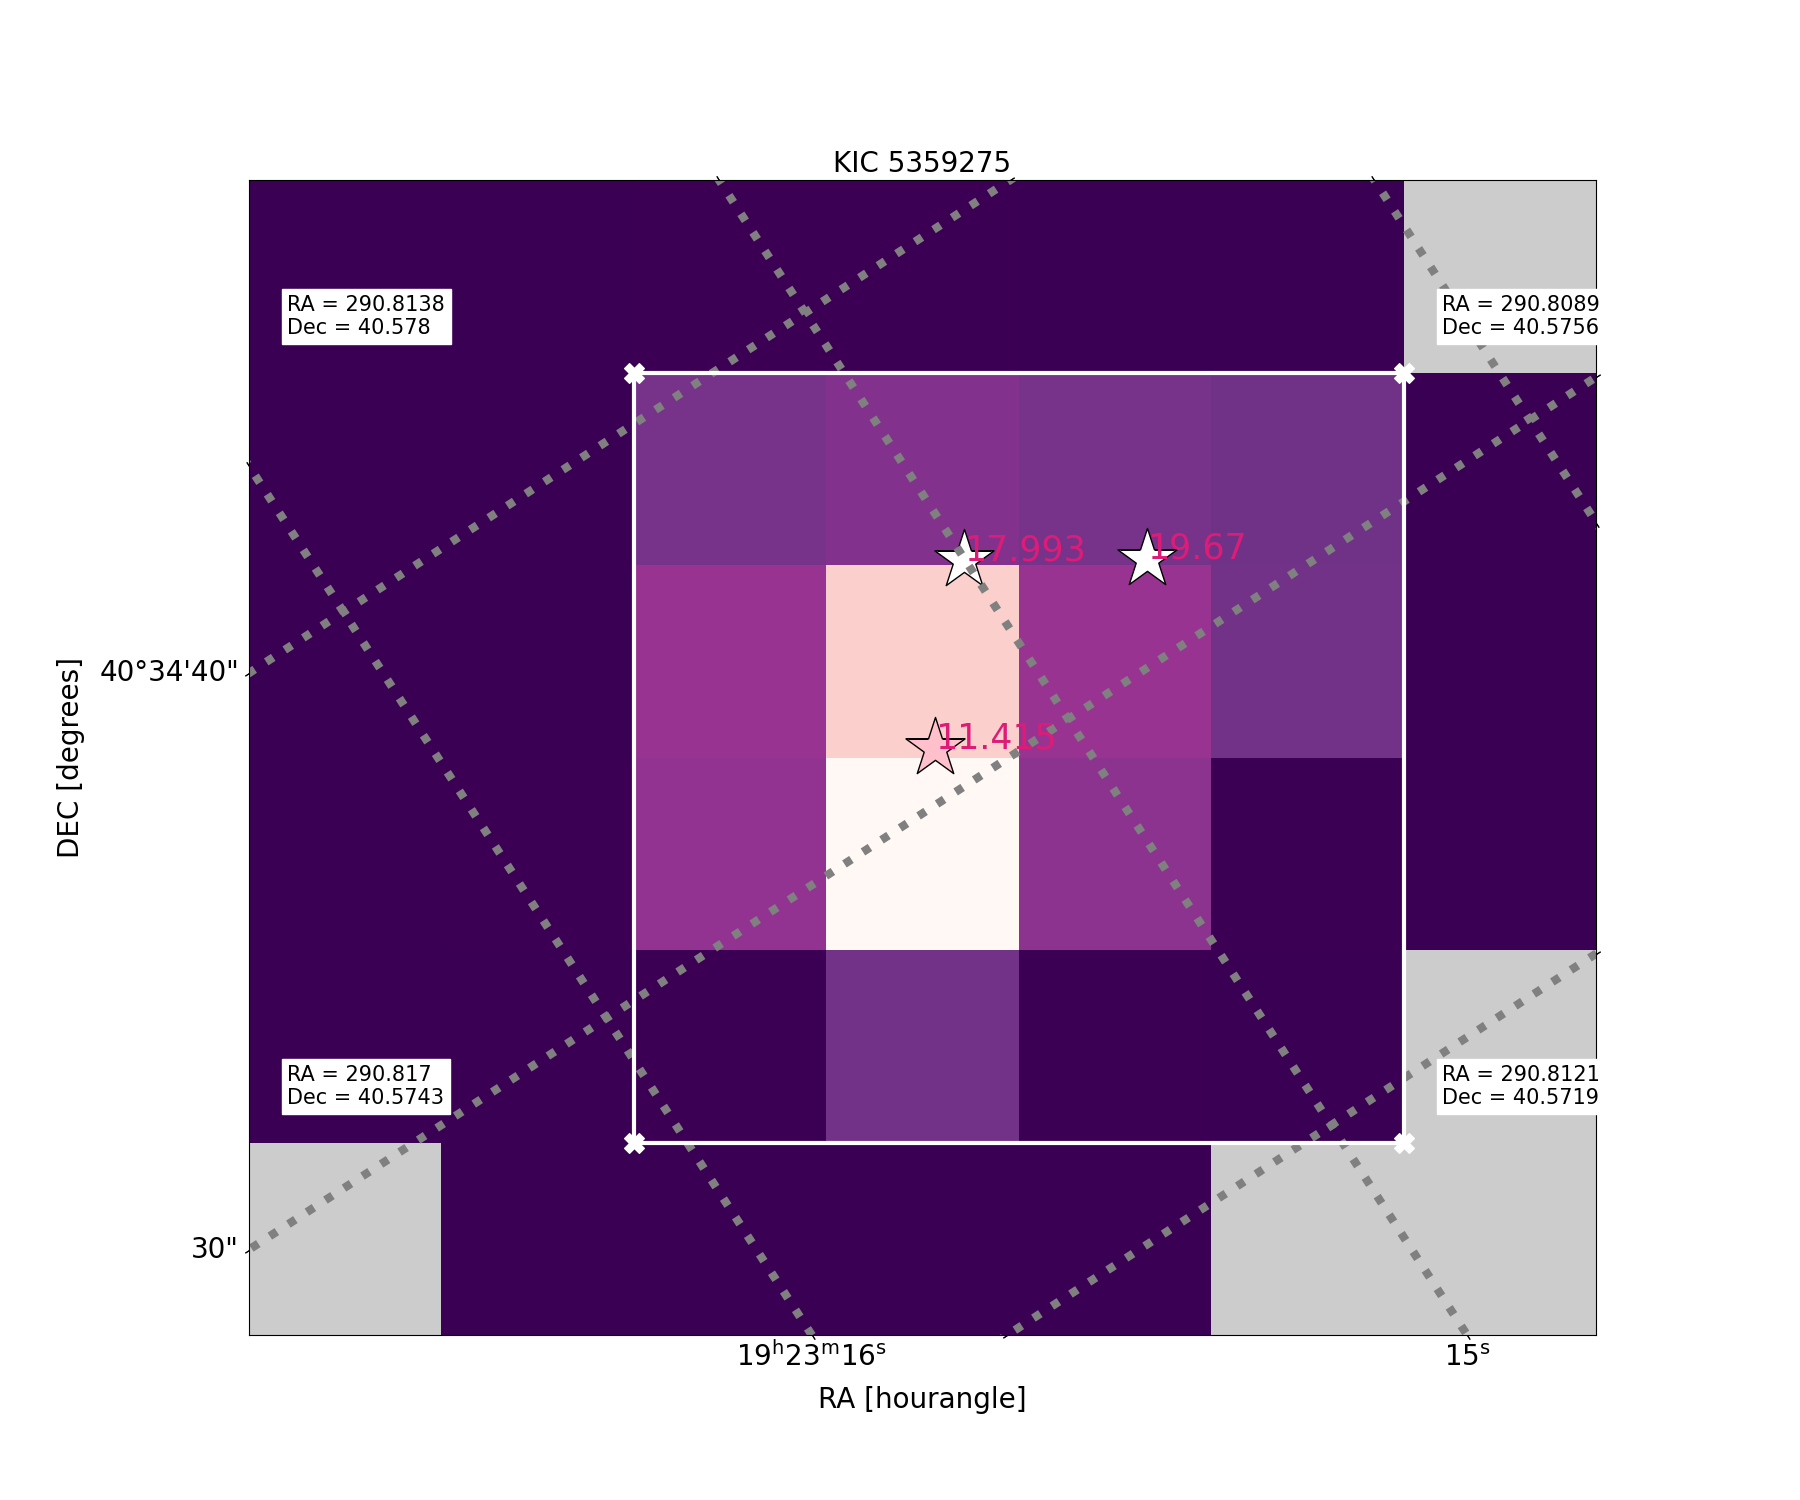 KIC 5359275
RA = 290.8138
Dec = 40.578
RA = 290.8089
Dec = 40.5756
17.993
19.67
40°34'40"
11.415
DEC [degrees]
RA = 290.817
Dec = 40.5743
RA = 290.8121
Dec = 40.5719
30"
19h23m16s
15s
RA [hourangle]